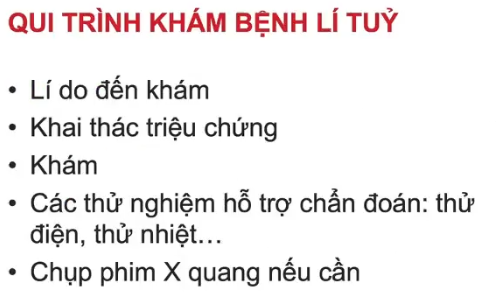 QUI TRÌNH KHÁM BỆNH LÍ TUỶ
• Lí do đến khám
• Khai thác triệu chứng
• Khám
• Các thử nghiệm hỗ trợ chẩn đoán: thử
điện, thử nhiệt...
• Chụp phim X quang nếu cần